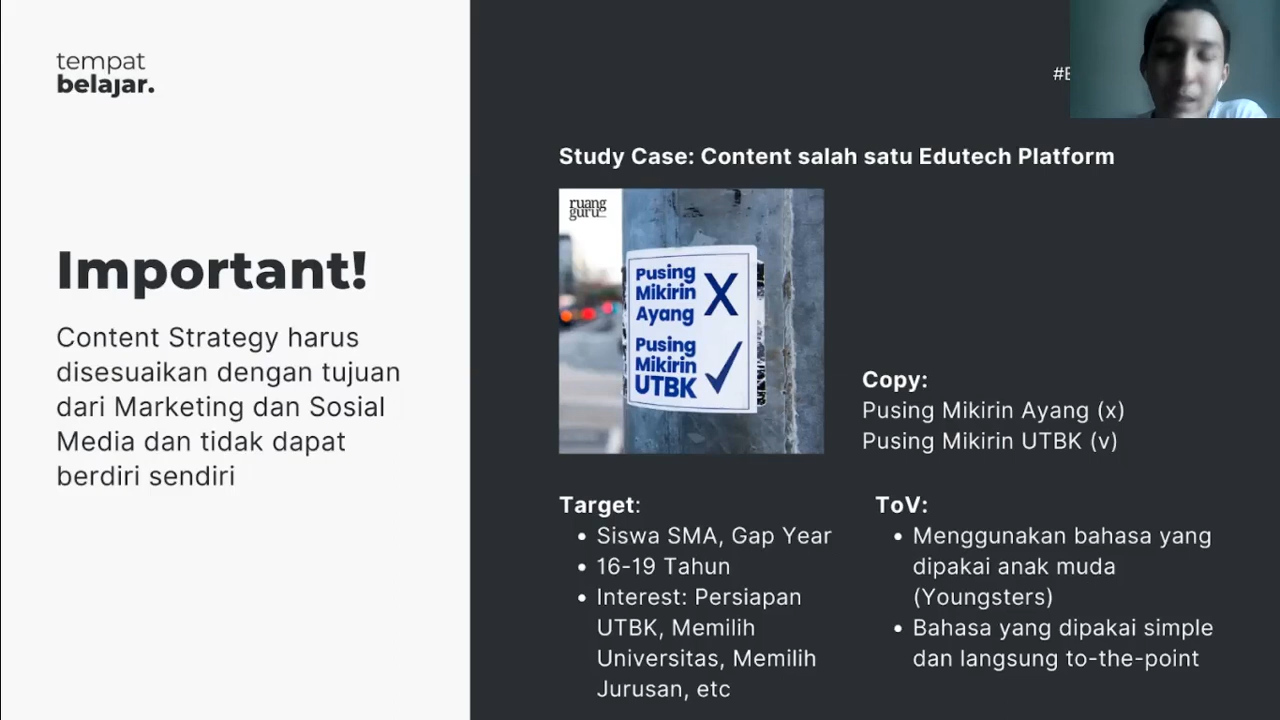 tempat
belajar.
Important!
Content Strategy harus
disesuaikan dengan tujuan
dari Marketing dan Sosial
Media dan tidak dapat
berdiri sendiri
Study Case: Content salah satu Edutech Platform
ruang
guru
Pusing
Mikirin
Ayang
X
Pusing
Mikirin
UTBK
Copy:
Pusing Mikirin Ayang (x)
Pusing Mikirin UTBK (v)
Target:
• Siswa SMA, Gap Year
• 16-19 Tahun
• Interest: Persiapan
UTBK, Memilih
Universitas, Memilih
Jurusan, etc
ToV:
• Menggunakan bahasa yang
dipakai anak muda
(Youngsters)
• Bahasa yang dipakai simple
dan langsung to-the-point